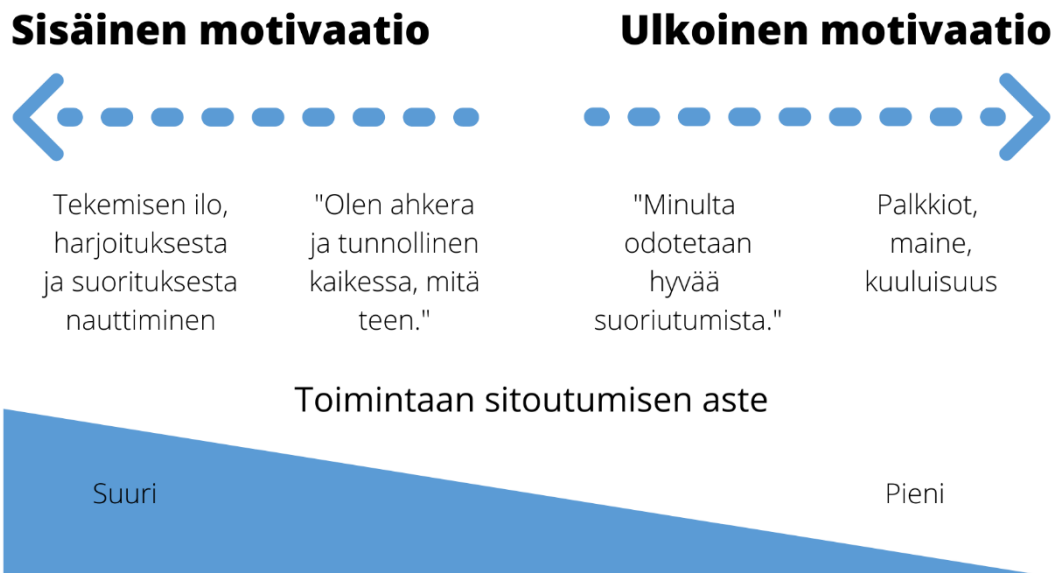 Sisäinen motivaatio
Ulkoinen motivaatio
Tekemisen ilo,
harjoituksesta
ja suorituksesta
nauttiminen
"Olen ahkera
ja tunnollinen
kaikessa, mitä
teen."
"Minulta
odotetaan
hyvää
suoriutumista."
Palkkiot,
maine,
kuuluisuus
Toimintaan sitoutumisen aste
Suuri
Pieni